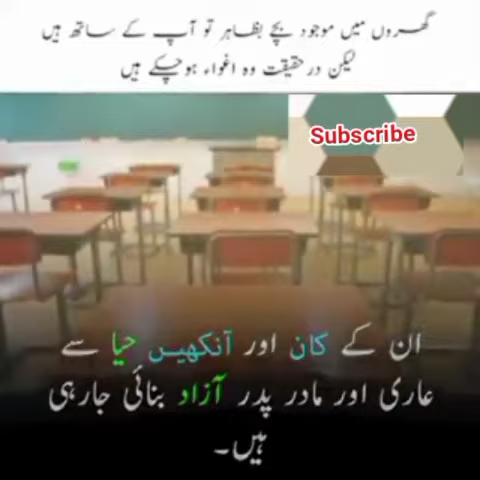 گھروں میں موجود بچے بظاہر تو آپ کے ساتھ ہیں
لیکن درحقیقت وہ اغواء ہوچکے ہیں
Subscribe
ان کے کان اور آنکھیں حیا سے
عاری اور مادر پدر آزاد بنائی جارہی
ہیں۔